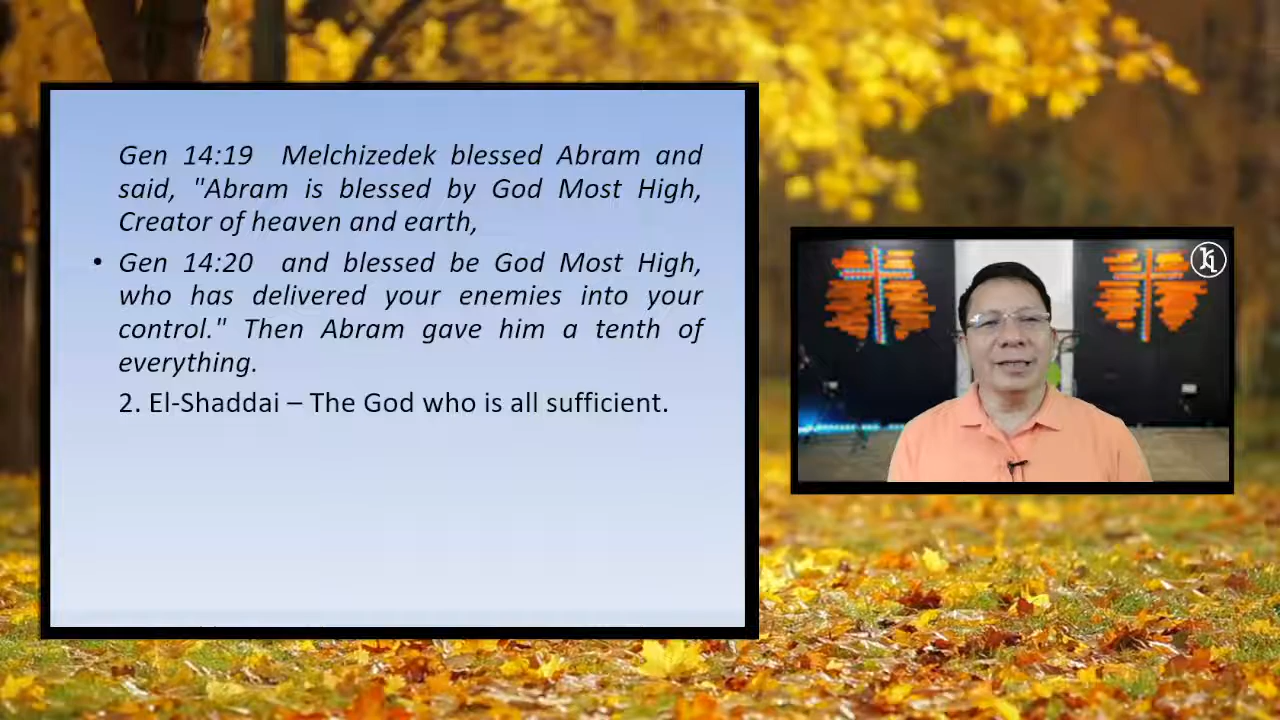 Gen 14:19 Melchizedek blessed Abram and
said, "Abram is blessed by God Most High,
Creator of heaven and earth,
• Gen 14:20 and blessed be God Most High,
who has delivered your enemies into your
control." Then Abram gave him a tenth of
everything.
2. El-Shaddai – The God who is all sufficient.